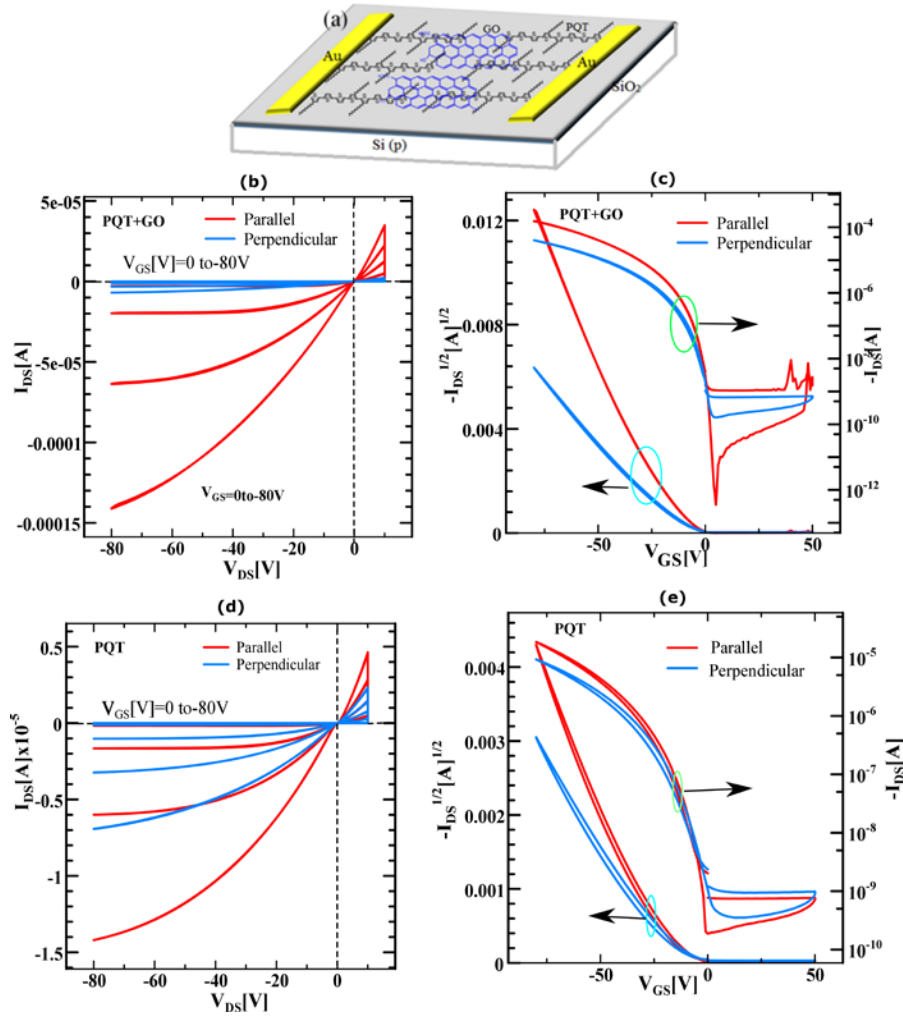 (a)
GO
PQT
Au
Au
SiO2
Si (p)
(b)
5e-05
0
-5e-05
-0.0001
-0.00015
IDS[A]
PQT+GO
Parallel
Perpendicular
VGS[V]=0 to-80V
VGS=0to-80V
-80 -60 -40 -20 0
VDS[V]
(c)
0.012
-0.008
0.004
0
-IDS1/2[A]1/2
PQT+GO
Parallel
Perpendicular
10-4
10-6
10-8
10-10
10-12
-IDS[A]
-50 0 50
VGS[V]
(d)
0.5
0
-0.5
-1
-1.5
IDS[A]x10-5
PQT
Parallel
Perpendicular
VGS[V]=0 to-80V
-80 -60 -40 -20 0
VDS[V]
(e)
0.004
0.003
0.002
0.001
0
-IDS1/2[A]1/2
PQT
Parallel
Perpendicular
10-5
10-6
10-7
10-8
10-9
10-10
-IDS[A]
-50 0 50
VGS[V]